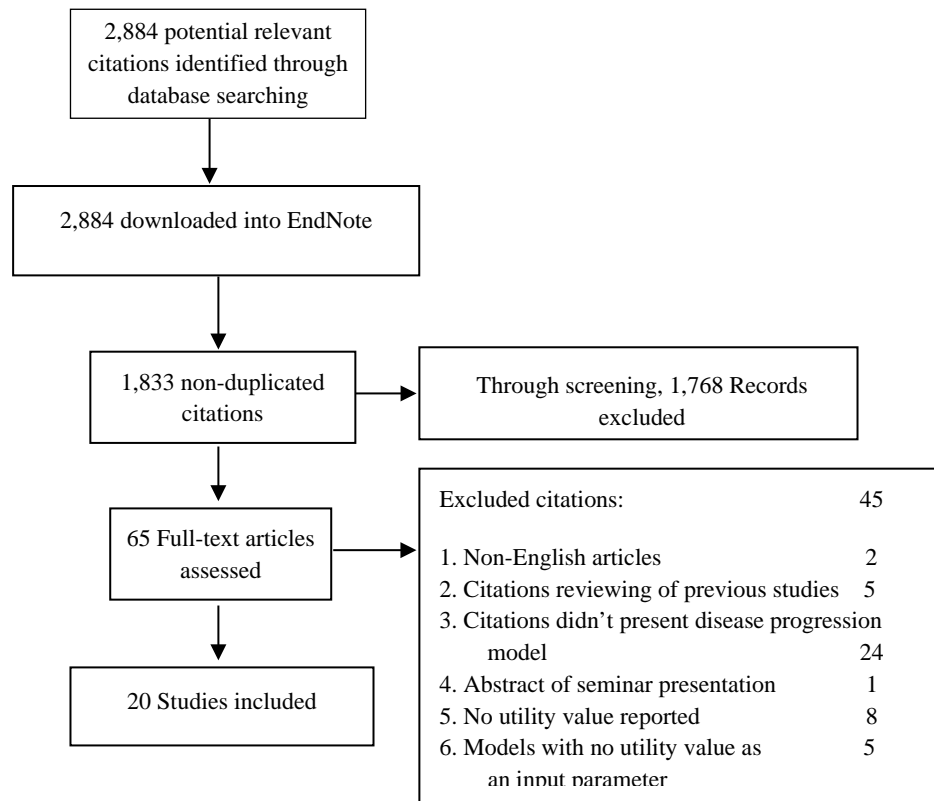 2,884 potential relevant
citations identified through
database searching
2,884 downloaded into EndNote
1,833 non-duplicated
citations
Through screening, 1,768 Records
excluded
65 Full-text articles
assessed
Excluded citations: 45
1. Non-English articles 2
2. Citations reviewing of previous studies 5
3. Citations didn’t present disease progression
model 24
4. Abstract of seminar presentation 1
5. No utility value reported 8
6. Models with no utility value as 5
an input parameter
20 Studies included